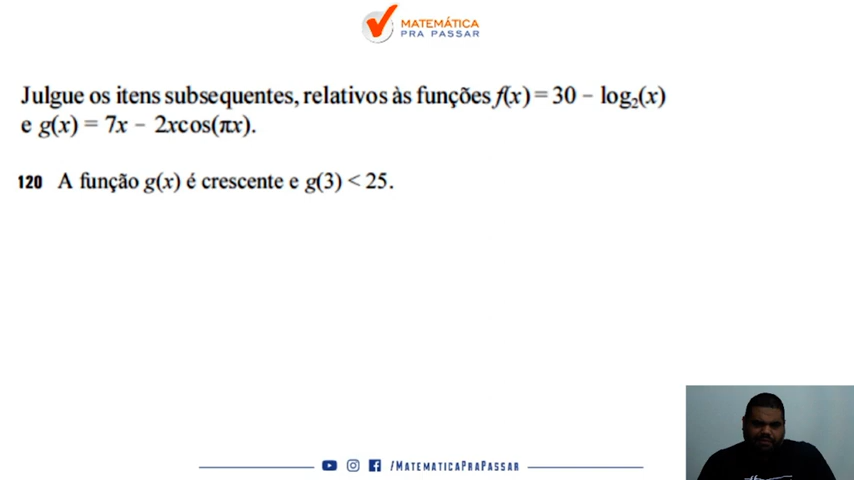 MATEMÁTICA
PRA PASSAR
Julgue os itens subsequentes, relativos às funções f(x) = 30 − log₂(x)
e g(x) = 7x − 2xcos(πx).
120 A função g(x) é crescente e g(3) < 25.
/MATEMATICAPRAPASSAR